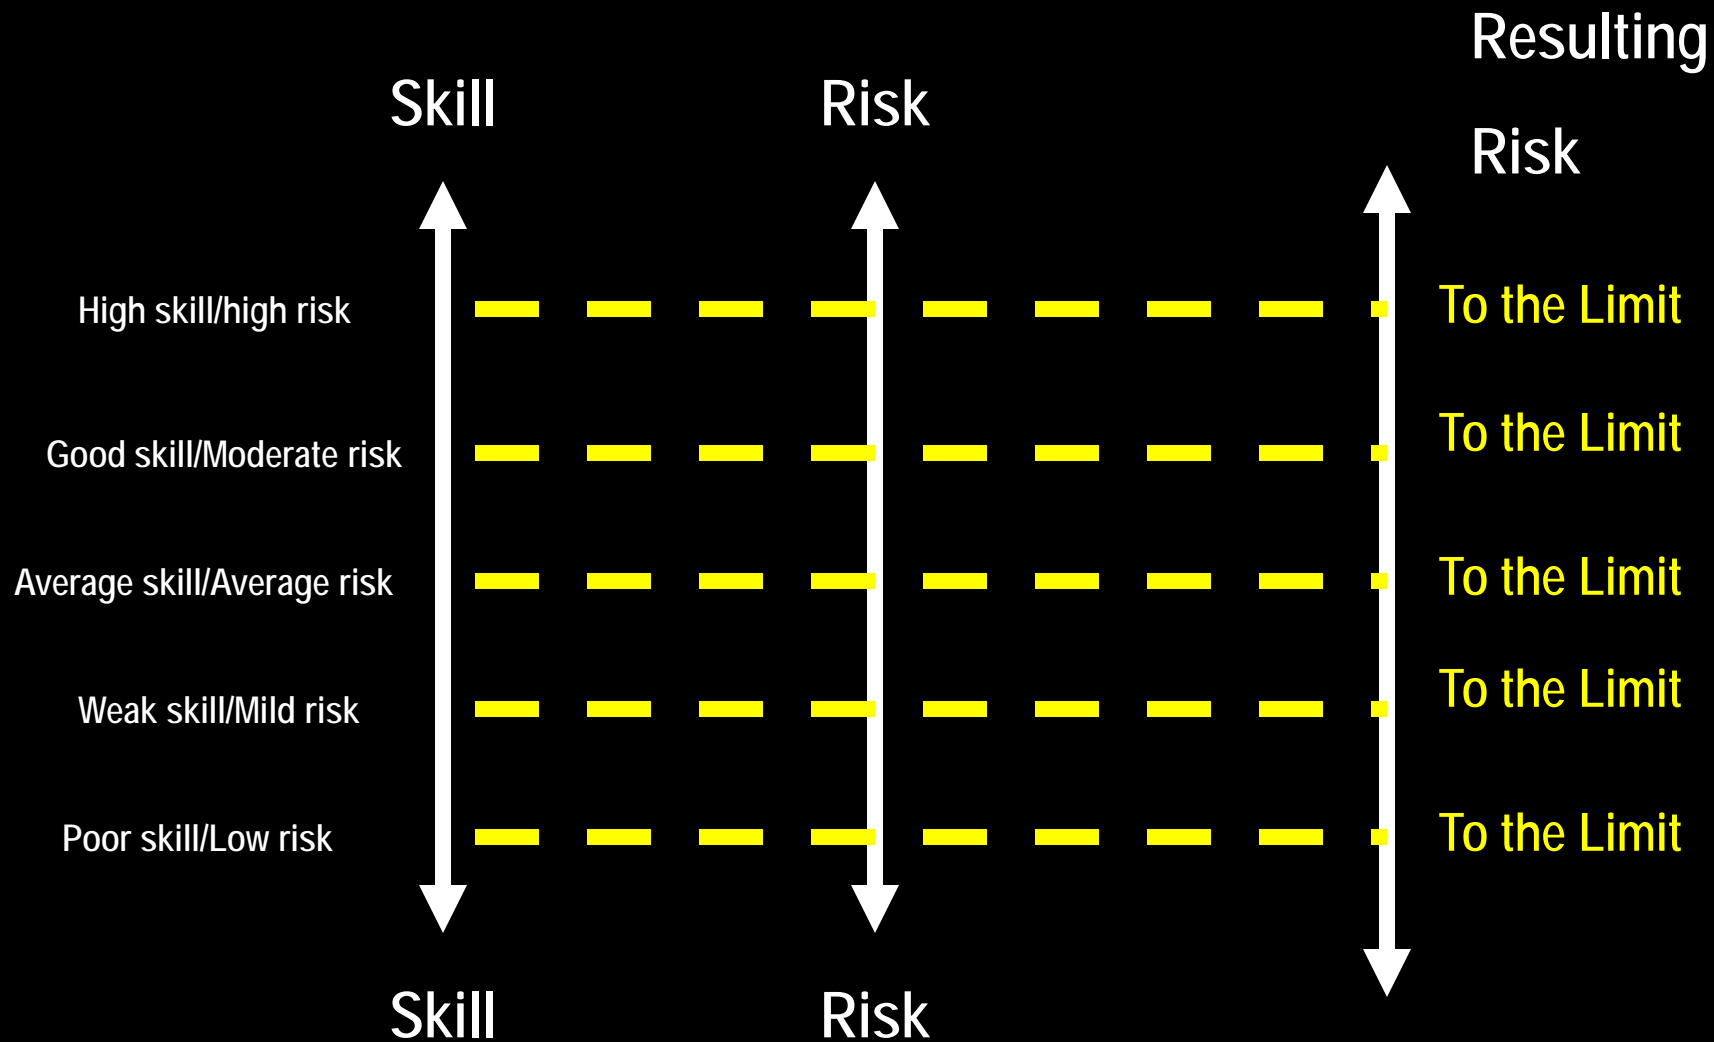 Resulting
Skill
Risk
Risk
High skill/high risk
To the Limit
Good skill/Moderate risk
To the Limit
Average skill/Average risk
To the Limit
Weak skill/Mild risk
To the Limit
Poor skill/Low risk
To the Limit
Skill
Risk